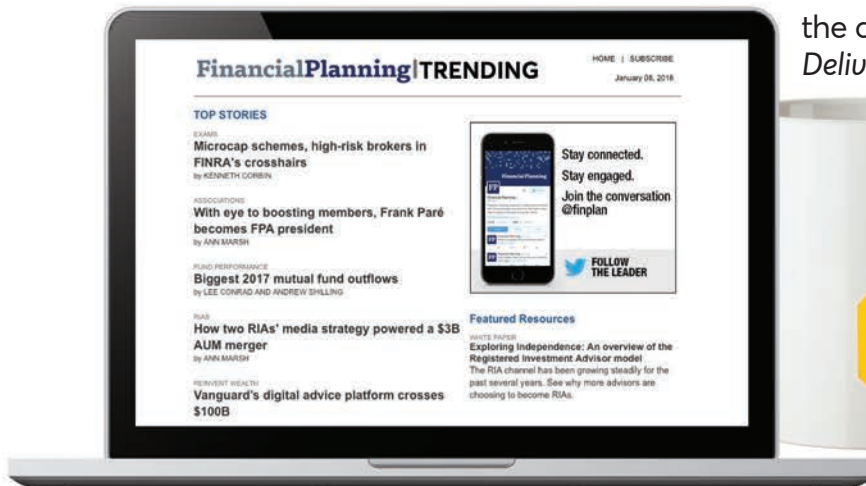 the
Deliv
FinancialPlanning|TRENDING
HOME | SUBSCRIBE
January 08, 2018
TOP STORIES
EXAMS
Microcap schemes, high-risk brokers in
FINRA's crosshairs
by KENNETH CORBIN
ASSOCIATIONS
With eye to boosting members, Frank Paré
becomes FPA president
by ANN MARSH
FUND PERFORMANCE
Biggest 2017 mutual fund outflows
by LEE CONRAD AND ANDREW SHILLING
RIAS
How two RIAs' media strategy powered a $3B
AUM merger
by ANN MARSH
REINVENT WEALTH
Vanguard's digital advice platform crosses
$100B
Financial Planning
FP
Stay connected.
Stay engaged.
Join the conversation
@finplan
FOLLOW
THE LEADER
Featured Resources
WHITE PAPER
Exploring Independence: An overview of the
Registered Investment Advisor model
The RIA channel has been growing steadily for the
past several years. See why more advisors are
choosing to become RIAs.